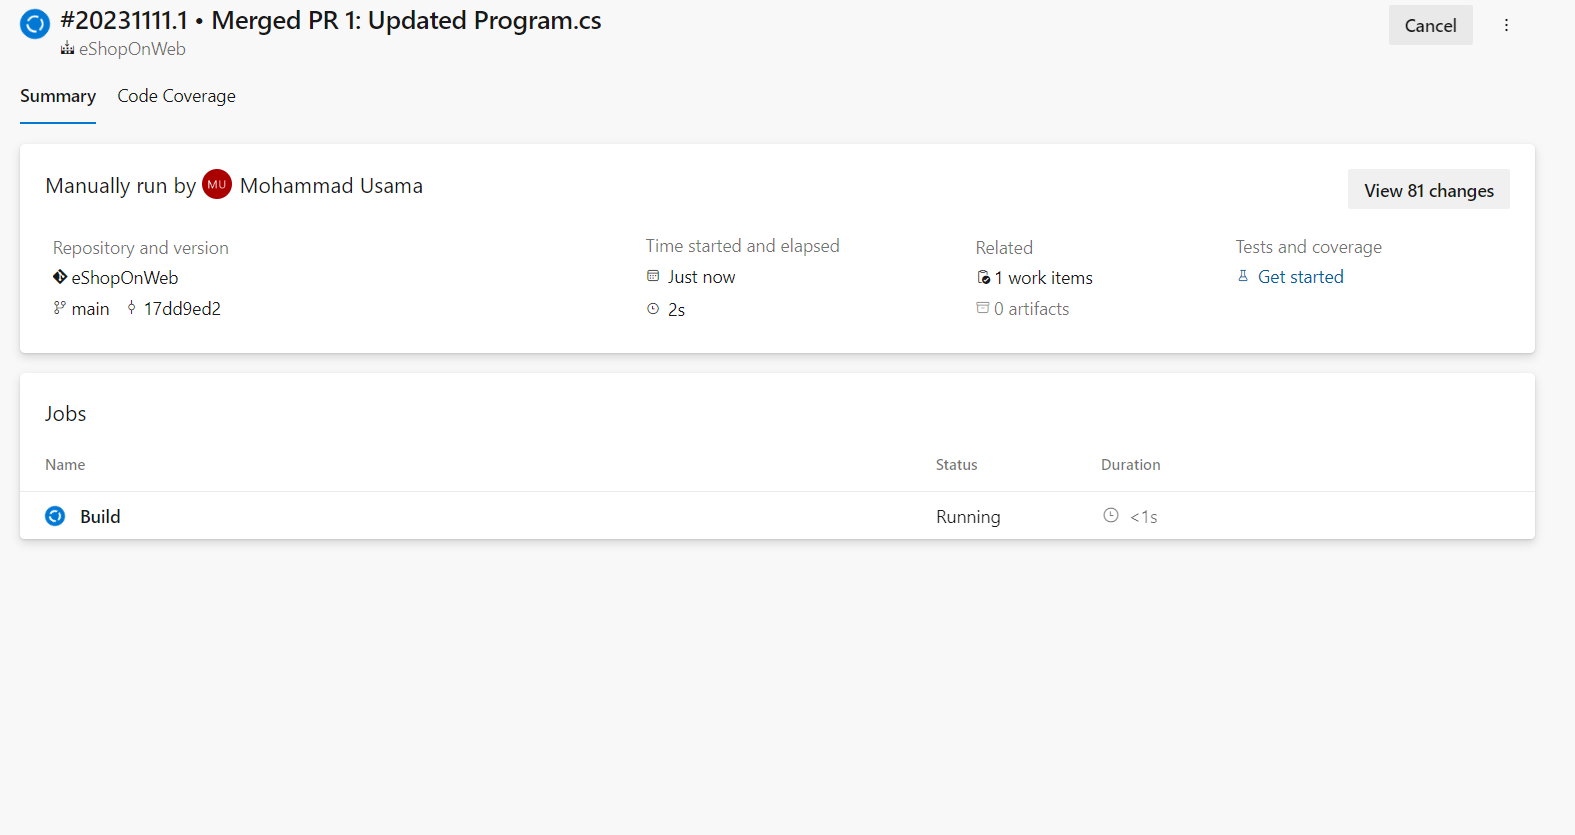 #20231111.1 • Merged PR 1: Updated Program.cs
eShopOnWeb
Cancel
Summary Code Coverage
Manually run by MU Mohammad Usama
View 81 changes
Repository and version
eShopOnWeb
main 17dd9ed2
Time started and elapsed
Just now
2s
Related
1 work items
0 artifacts
Tests and coverage
Get started
Jobs
Name Status Duration
Build Running <1s